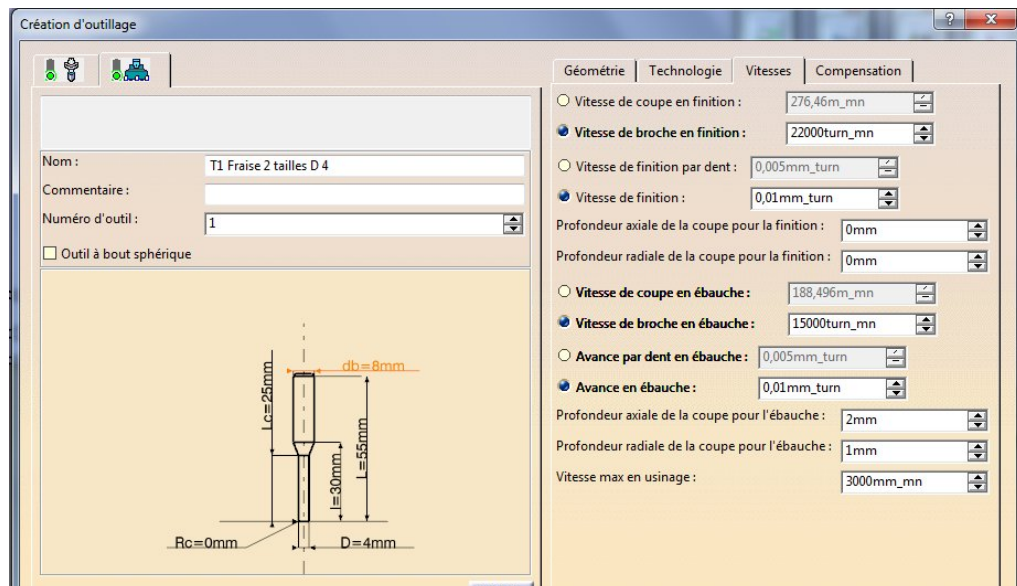 Création d'outillage
?
X
Géométrie Technologie Vitesses Compensation
Nom :
T1 Fraise 2 tailles D 4
Commentaire :
Numéro d'outil :
1
Outil à bout sphérique
db=8mm
Lc=25mm
L=55mm
l=30mm
Rc=0mm
D=4mm
Vitesse de coupe en finition : 276,46m_mn
Vitesse de broche en finition : 22000turn_mn
Vitesse de finition par dent : 0,005mm_turn
Vitesse de finition : 0,01mm_turn
Profondeur axiale de la coupe pour la finition : 0mm
Profondeur radiale de la coupe pour la finition : 0mm
Vitesse de coupe en ébauche : 188,496m_mn
Vitesse de broche en ébauche : 15000turn_mn
Avance par dent en ébauche : 0,005mm_turn
Avance en ébauche : 0,01mm_turn
Profondeur axiale de la coupe pour l'ébauche : 2mm
Profondeur radiale de la coupe pour l'ébauche : 1mm
Vitesse max en usinage : 3000mm_mn